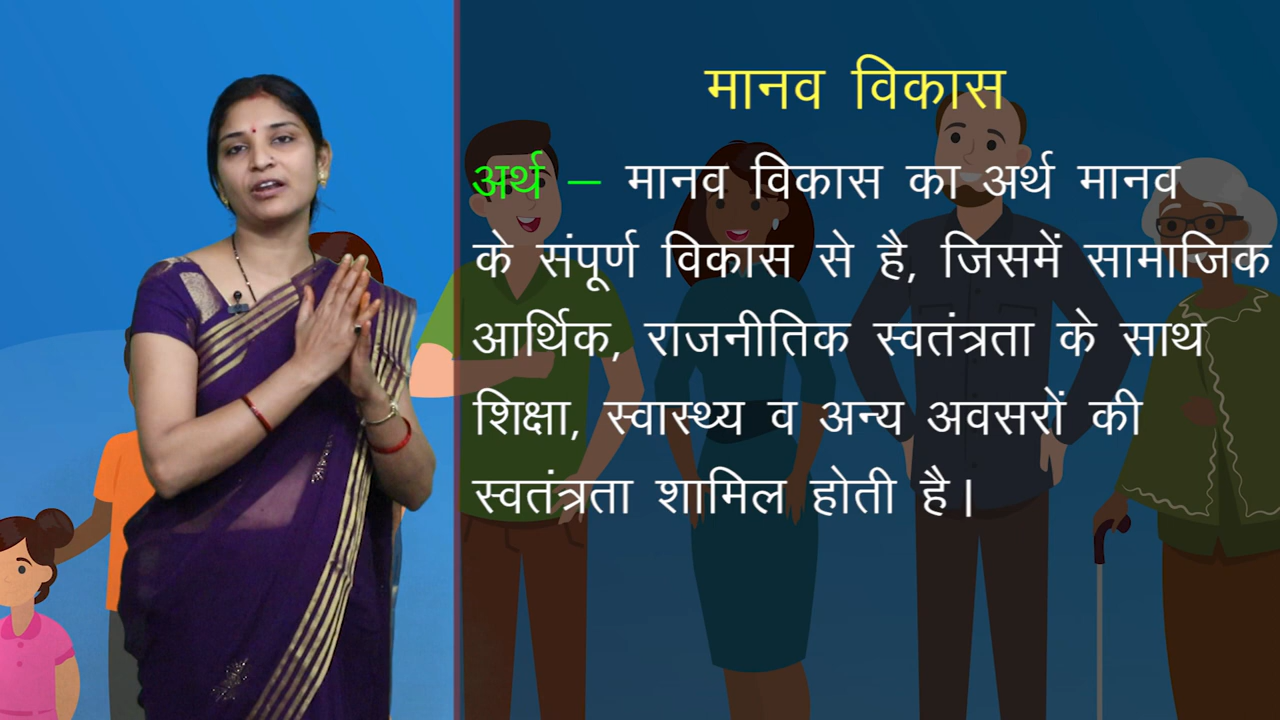 मानव विकास
अर्थ – मानव विकास का अर्थ मानव
के संपूर्ण विकास से है, जिसमें सामाजिक
आर्थिक, राजनीतिक स्वतंत्रता के साथ
शिक्षा, स्वास्थ्य व अन्य अवसरों की
स्वतंत्रता शामिल होती है।